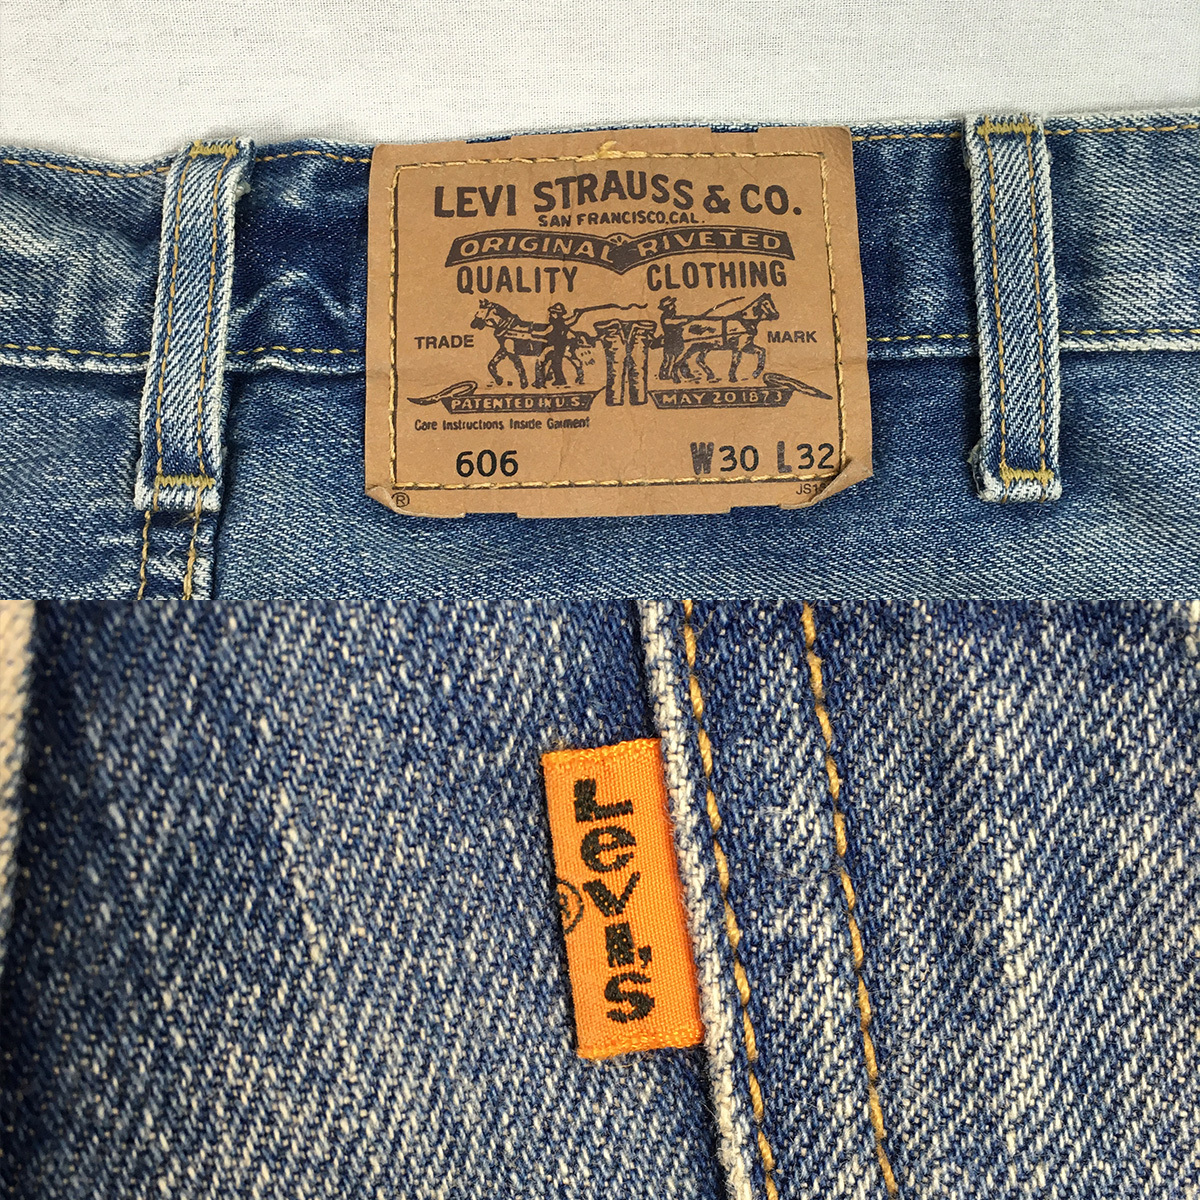 LEVI STRAUSS & CO.
SAN FRANCISCO, CAL.
ORIGINAL RIVETED
QUALITY CLOTHING
TRADE MARK
PATENTED IN U.S. MAY 20 1873
Care Instructions Inside Garment
606 W30 L32
®
LeVI'S
®